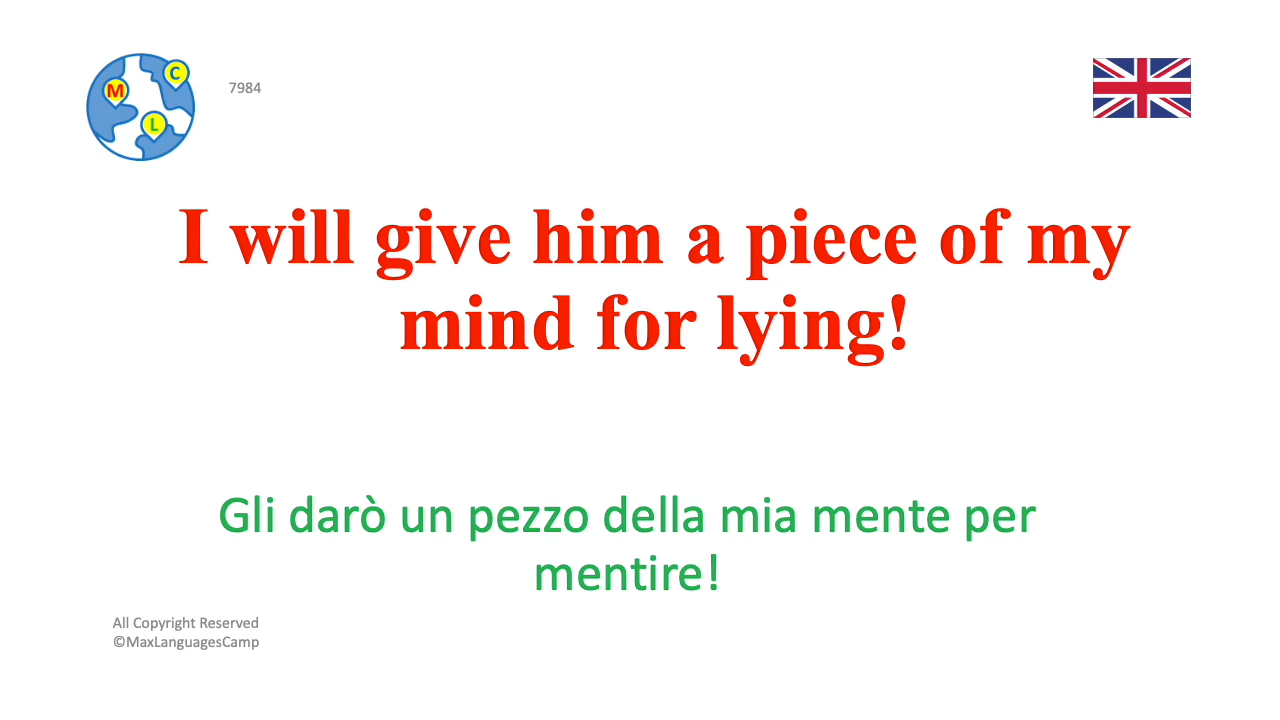 C
M
L
7984
I will give him a piece of my
mind for lying!
Gli darò un pezzo della mia mente per
mentire!
All Copyright Reserved
©MaxLanguagesCamp